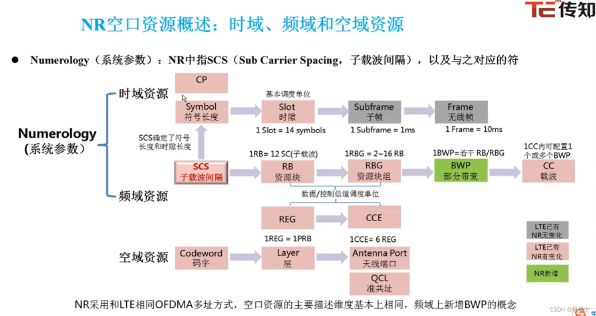 TE传知
NR空口资源概述：时域、频域和空域资源
● Numerology（系统参数）：NR中指SCS（Sub Carrier Spacing，子载波间隔），以及与之对应的符
时域资源
CP
基本调度单位
Symbol
符号长度
Slot
时隙
Subframe
子帧
Frame
无线帧
1 Slot = 14 symbols
1 Subframe = 1ms
1 Frame = 10ms
Numerology
(系统参数)
SCS确定了符号
长度和时隙长度
1RB= 12 SC(子载波)
1RBG = 2~16 RB
1BWP=若干 RB/RBG
1CC内可配置1
个或多个BWP
SCS
子载波间隔
RB
资源块
RBG
资源块组
BWP
部分带宽
CC
载波
频域资源
数据/控制信道调度单位
REG
CCE
1REG = 1PRB
1CCE= 6 REG
空域资源
Codeword
码字
Layer
层
Antenna Port
天线端口
QCL
准共址
LTE已有
NR无变化
LTE已有
NR有变化
NR新增
NR采用和LTE相同OFDMA多址方式，空口资源的主要描述维度基本上相同，频域上新增BWP的概念